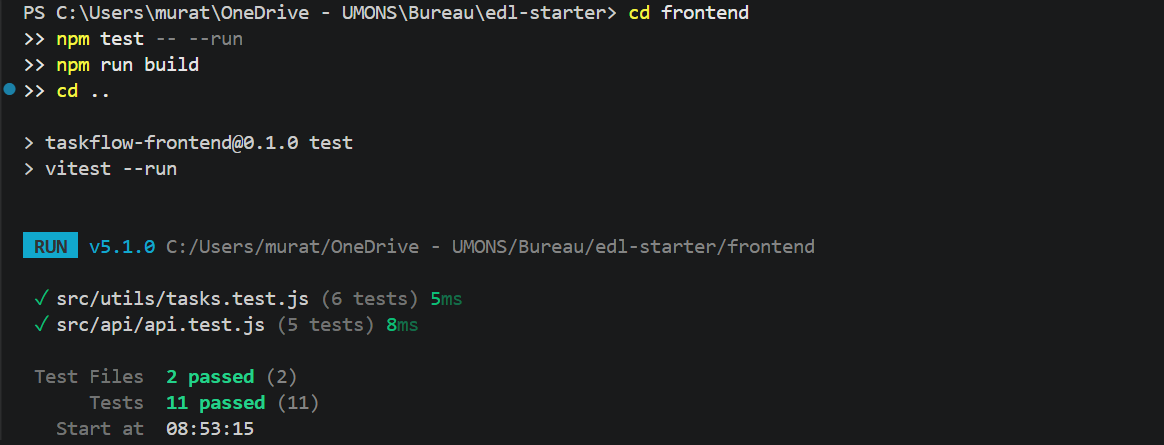 PS C:\Users\murat\OneDrive - UMONS\Bureau\edl-starter> cd frontend
>> npm test -- --run
>> npm run build
>> cd ..
> taskflow-frontend@0.1.0 test
> vitest --run
RUN v5.1.0 C:/Users/murat/OneDrive - UMONS/Bureau/edl-starter/frontend
✓ src/utils/tasks.test.js (6 tests) 5ms
✓ src/api/api.test.js (5 tests) 8ms
Test Files 2 passed (2)
Tests 11 passed (11)
Start at 08:53:15